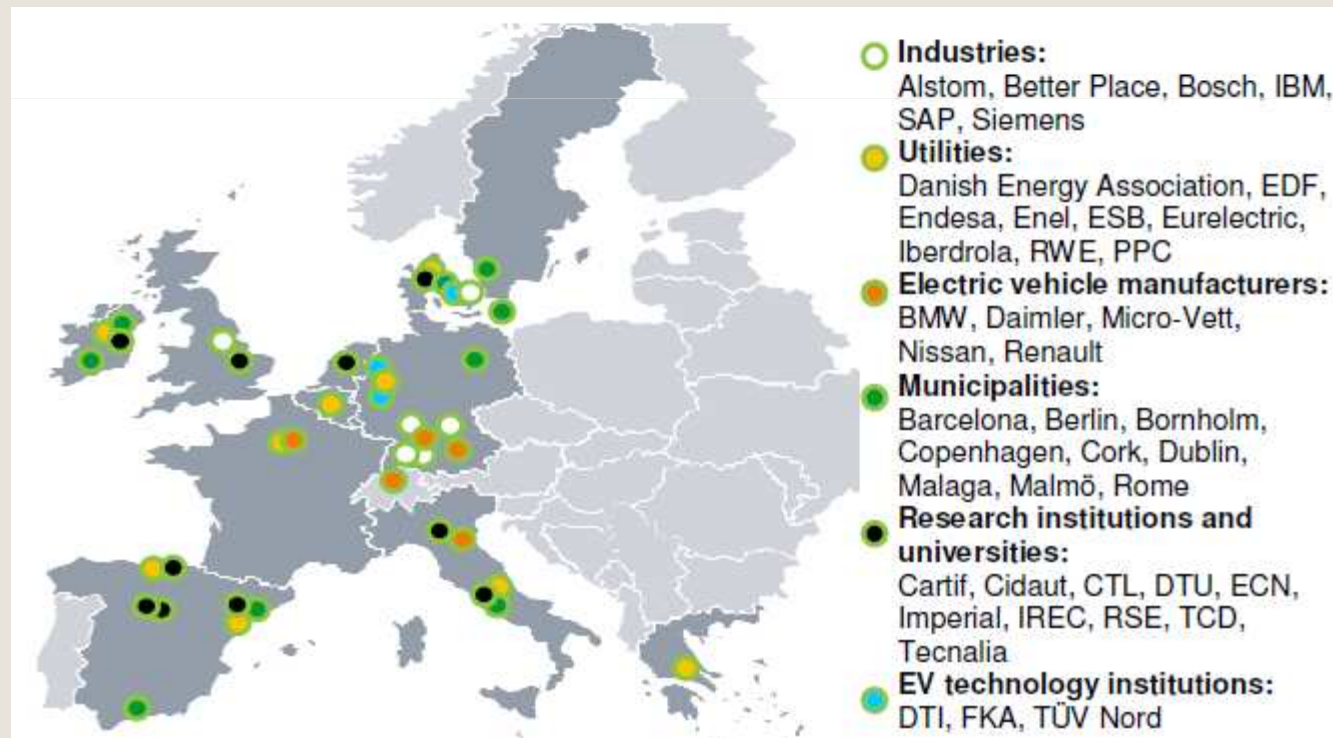 Industries:
Alstom, Better Place, Bosch, IBM,
SAP, Siemens
Utilities:
Danish Energy Association, EDF,
Endesa, Enel, ESB, Eurelectric,
Iberdrola, RWE, PPC
Electric vehicle manufacturers:
BMW, Daimler, Micro-Vett,
Nissan, Renault
Municipalities:
Barcelona, Berlin, Bornholm,
Copenhagen, Cork, Dublin,
Malaga, Malmö, Rome
Research institutions and
universities:
Cartif, Cidaut, CTL, DTU, ECN,
Imperial, IREC, RSE, TCD,
Tecnalia
EV technology institutions:
DTI, FKA, TÜV Nord